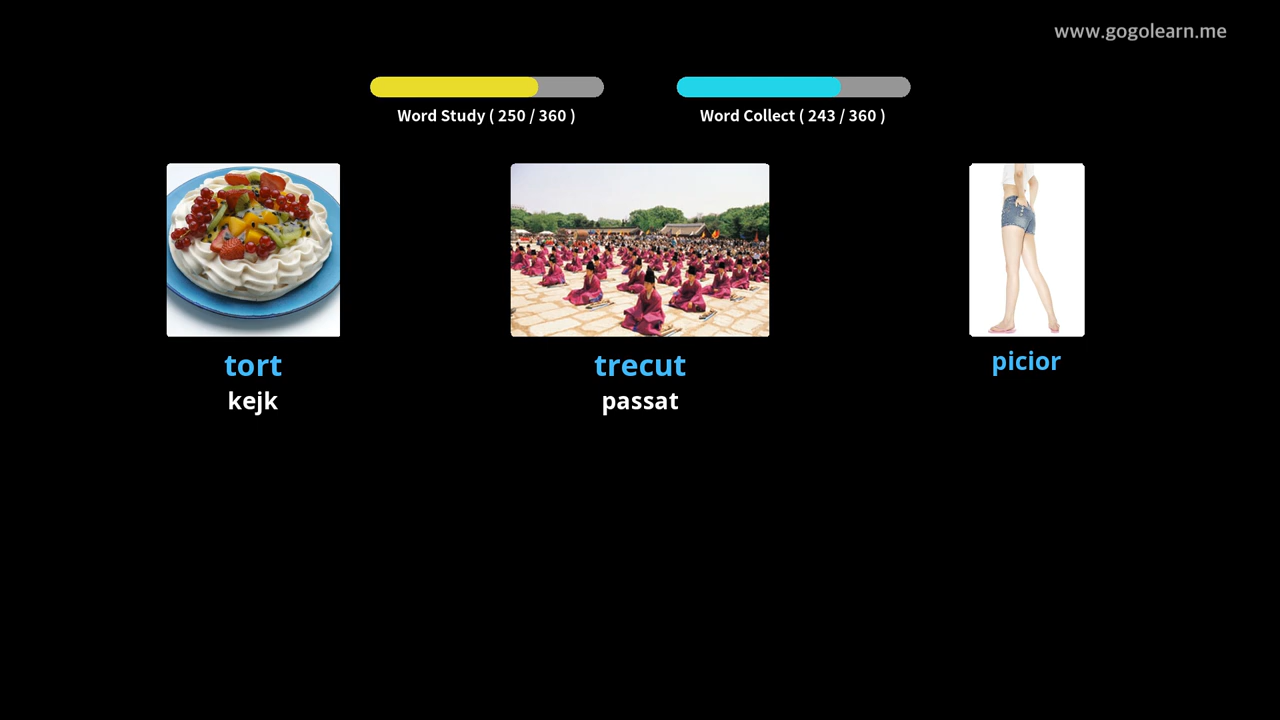 www.gogolearn.me
Word Study ( 250 / 360 )
Word Collect ( 243 / 360 )
tort
trecut
picior
kejk
passat